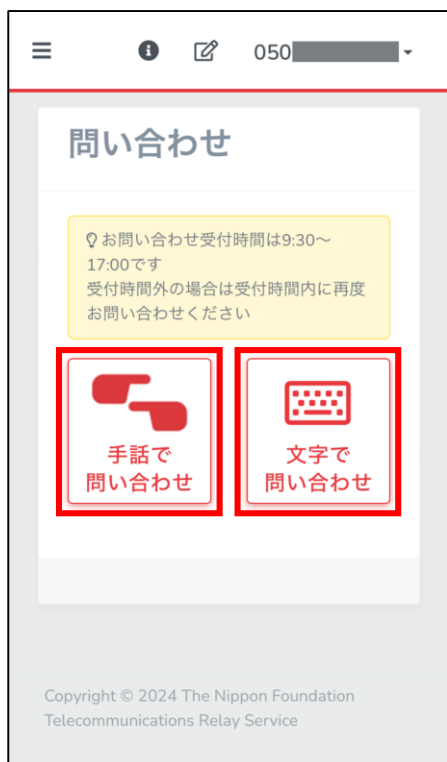 050
問い合わせ
お問い合わせ受付時間は9:30～
17:00です
受付時間外の場合は受付時間内に再度
お問い合わせください
手話で
問い合わせ
文字で
問い合わせ
Copyright © 2024 The Nippon Foundation
Telecommunications Relay Service